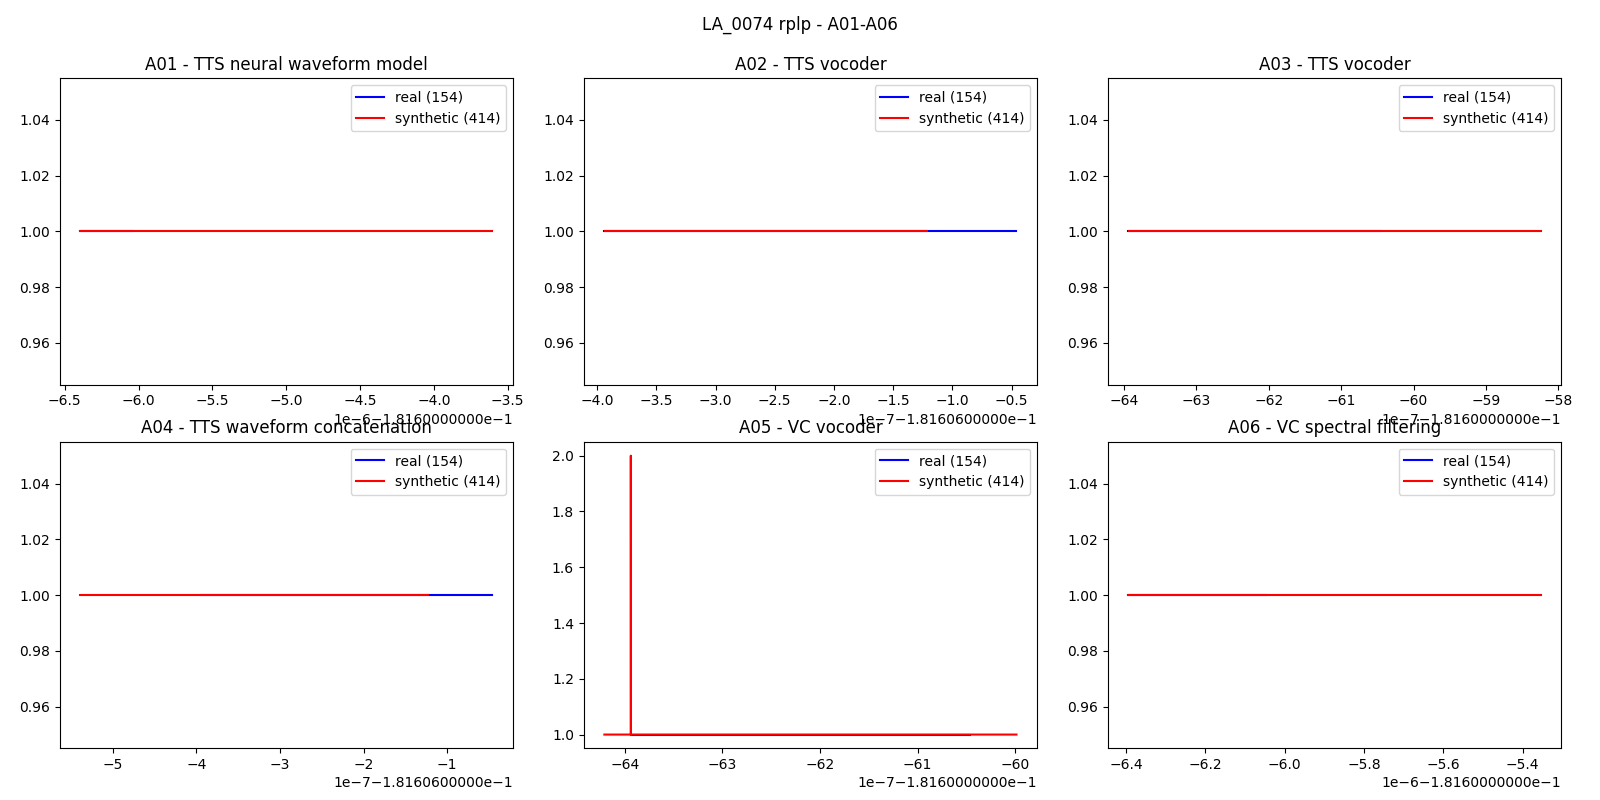 LA_0074 rplp - A01-A06
A01 - TTS neural waveform model
real (154)
synthetic (414)
1.04
1.02
1.00
0.98
0.96
−6.5 −6.0 −5.5 −5.0 −4.5 −4.0 −3.5
1e−6−1.8160000000e−1
A02 - TTS vocoder
real (154)
synthetic (414)
1.04
1.02
1.00
0.98
0.96
−4.0 −3.5 −3.0 −2.5 −2.0 −1.5 −1.0 −0.5
1e−7−1.8160600000e−1
A03 - TTS vocoder
real (154)
synthetic (414)
1.04
1.02
1.00
0.98
0.96
−64 −63 −62 −61 −60 −59 −58
1e−7−1.8160000000e−1
A04 - TTS waveform concatenation
real (154)
synthetic (414)
1.04
1.02
1.00
0.98
0.96
−5 −4 −3 −2 −1
1e−7−1.8160600000e−1
A05 - VC vocoder
real (154)
synthetic (414)
2.0
1.8
1.6
1.4
1.2
1.0
−64 −63 −62 −61 −60
1e−7−1.8160000000e−1
A06 - VC spectral filtering
real (154)
synthetic (414)
1.04
1.02
1.00
0.98
0.96
−6.4 −6.2 −6.0 −5.8 −5.6 −5.4
1e−6−1.8160000000e−1